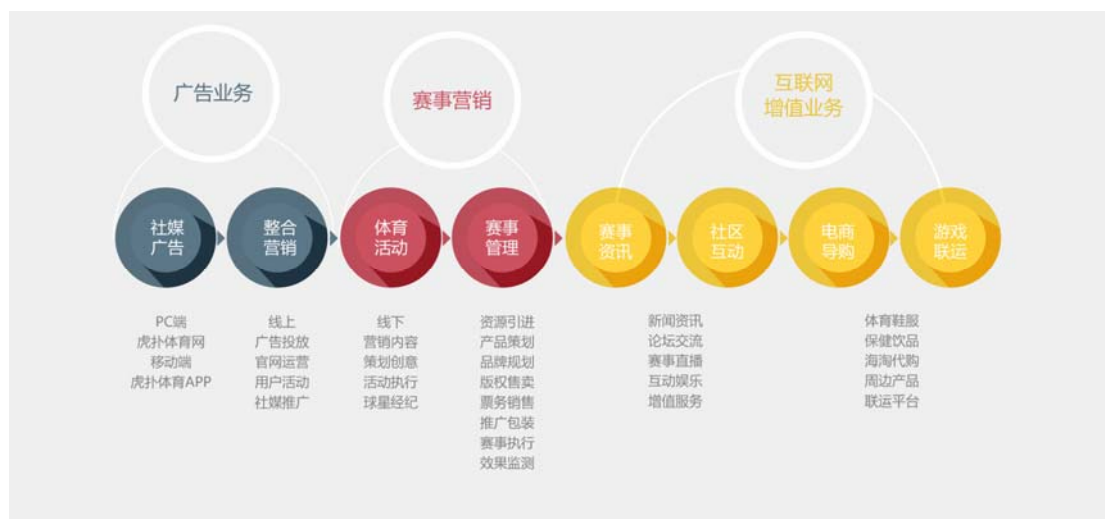 广告业务
赛事营销
互联网
增值业务
社媒
广告
整合
营销
体育
活动
赛事
管理
赛事
资讯
社区
互动
电商
导购
游戏
联运
PC端
虎扑体育网
移动端
虎扑体育APP
线上
广告投放
官网运营
用户活动
社媒推广
线下
营销内容
策划创意
活动执行
球星经纪
资源引进
产品策划
品牌规划
版权售卖
票务销售
推广包装
赛事执行
效果监测
新闻资讯
论坛交流
赛事直播
互动娱乐
增值服务
体育鞋服
保健饮品
海淘代购
周边产品
联运平台